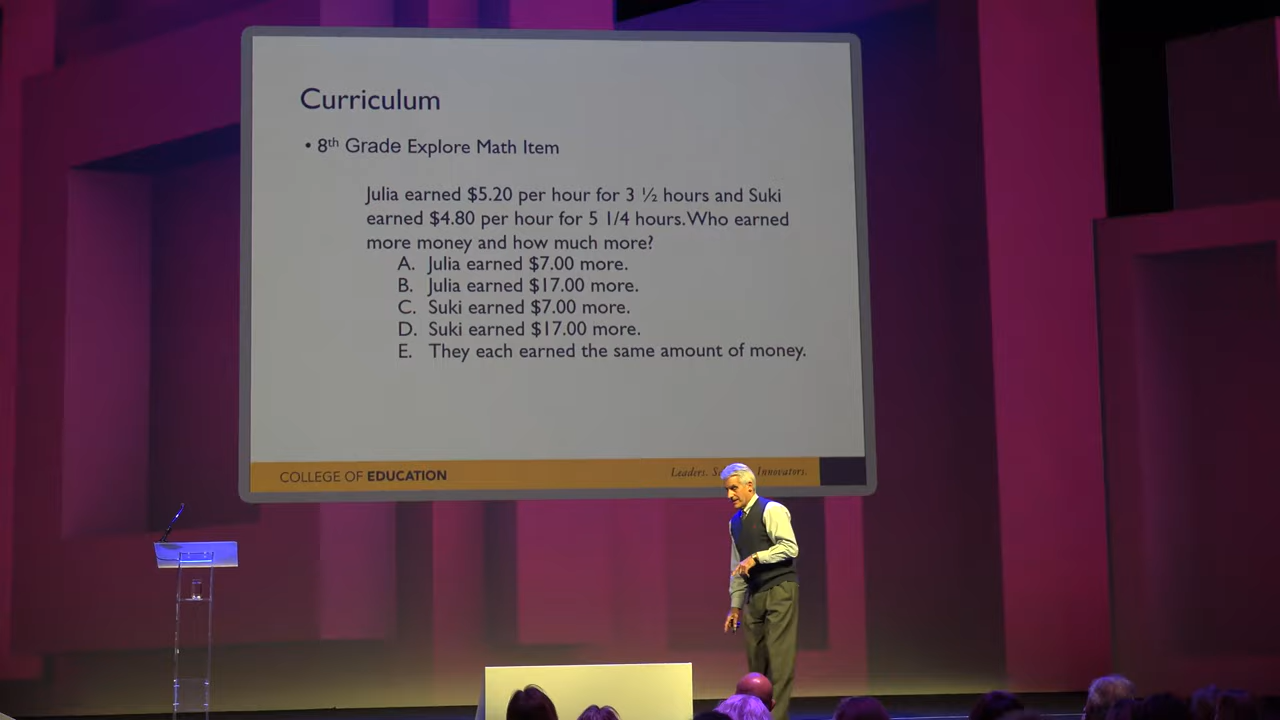 Curriculum
• 8th Grade Explore Math Item
Julia earned $5.20 per hour for 3 ½ hours and Suki
earned $4.80 per hour for 5 1/4 hours. Who earned
more money and how much more?
A. Julia earned $7.00 more.
B. Julia earned $17.00 more.
C. Suki earned $7.00 more.
D. Suki earned $17.00 more.
E. They each earned the same amount of money.
COLLEGE OF EDUCATION
Leaders. Innovators.